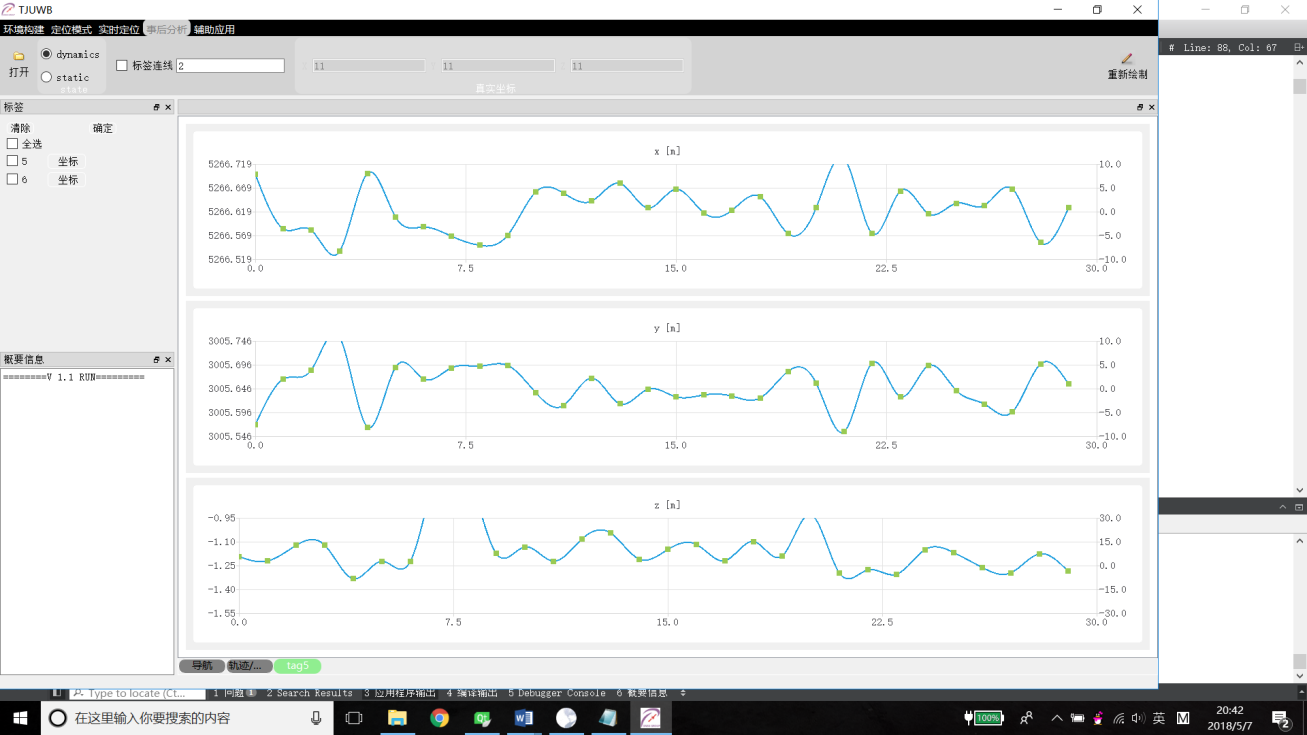 TJUWB
环境构建 定位模式 实时定位 事后分析 辅助应用
打开
dynamics
static
state
标签连线 2
11
11
11
真实坐标
重新绘制
# Line: 88, Col: 67
标签
清除 确定
全选
5 坐标
6 坐标
概要信息
========V 1.1 RUN=========
x [m]
5266.719
5266.669
5266.619
5266.569
5266.519
10.0
5.0
0.0
-5.0
-10.0
0.0 7.5 15.0 22.5 30.0
y [m]
3005.746
3005.696
3005.646
3005.596
3005.546
10.0
5.0
0.0
-5.0
-10.0
0.0 7.5 15.0 22.5 30.0
z [m]
-0.95
-1.10
-1.25
-1.40
-1.55
30.0
15.0
0.0
-15.0
-30.0
0.0 7.5 15.0 22.5 30.0
导航 轨迹/... tag5
Type to locate (Ct... 1 问题 1 2 Search Results 3 应用程序输出 4 编译输出 5 Debugger Console 6 概要信息
在这里输入你要搜索的内容
100%
英
M
20:42
2018/5/7
2